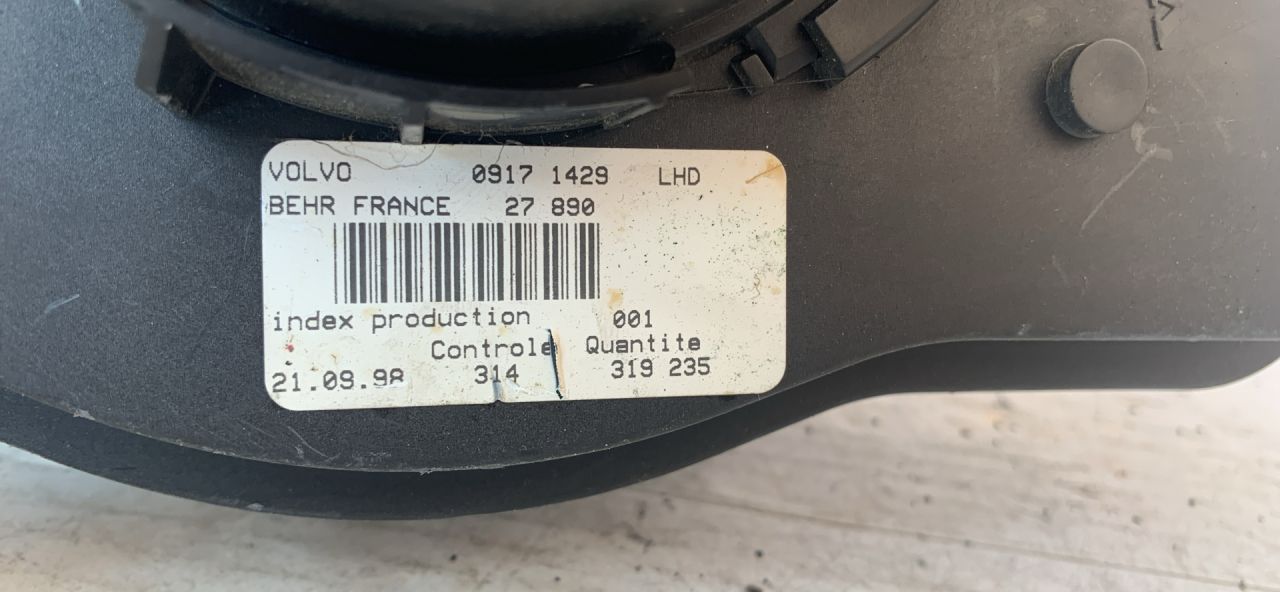 VOLVO 0917 1429 LHD
BEHR FRANCE 27 890
index production 001
Controle Quantite
21.09.98 314 319 235